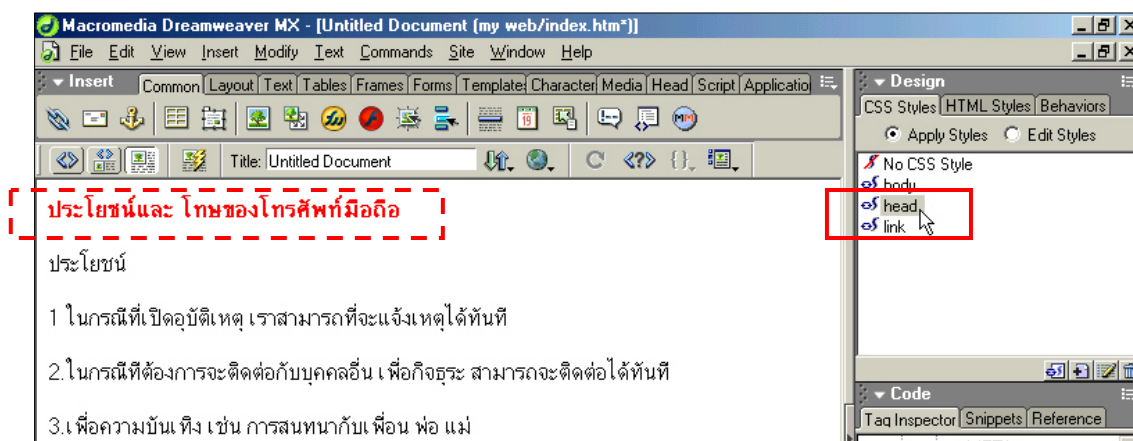 Macromedia Dreamweaver MX - [Untitled Document (my web/index.htm*)]
File Edit View Insert Modify Text Commands Site Window Help
Insert Common Layout Text Tables Frames Forms Template Character Media Head Script Applicatio
Title: Untitled Document
ประโยชน์และ โทษของโทรศัพท์มือถือ
ประโยชน์
1 ในกรณีที่เปิดอุบัติเหตุ เราสามารถที่จะแจ้งเหตุได้ทันที
2.ในกรณีทีต้องการจะติดต่อกับบุคคลอื่น เพื่อกิจธุระ สามารถจะติดต่อได้ทันที
3.เพื่อความบันเทิง เช่น การสนทนากับเพื่อน พ่อ แม่
Design
CSS Styles HTML Styles Behaviors
Apply Styles Edit Styles
No CSS Style
body
head
link
Code
Tag Inspector Snippets Reference